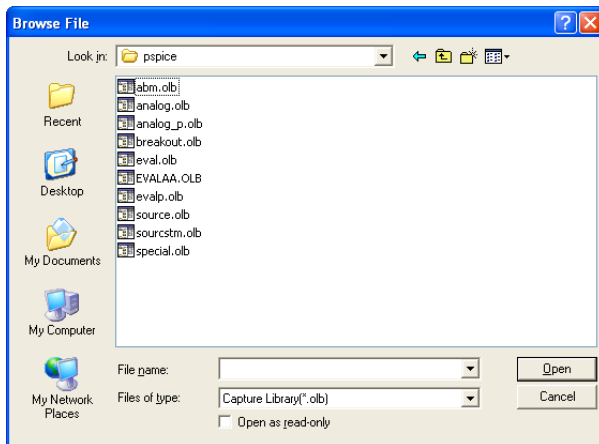 Browse File
Look in: pspice
abm.olb
analog.olb
analog_p.olb
breakout.olb
eval.olb
EVALAA.OLB
evalp.olb
source.olb
sourcstm.olb
special.olb
Recent
Desktop
My Documents
My Computer
My Network
Places
File name:
Open
Files of type: Capture Library(*.olb)
Cancel
Open as read-only